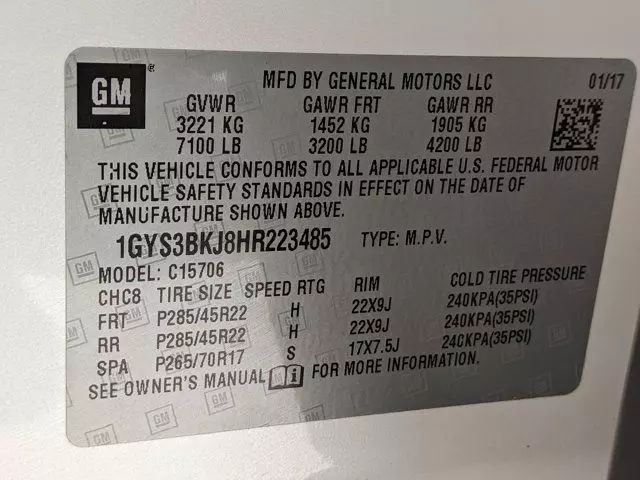 GM ® MFD BY GENERAL MOTORS LLC 01/17
GVWR GAWR FRT GAWR RR
3221 KG 1452 KG 1905 KG
7100 LB 3200 LB 4200 LB
THIS VEHICLE CONFORMS TO ALL APPLICABLE U.S. FEDERAL MOTOR
VEHICLE SAFETY STANDARDS IN EFFECT ON THE DATE OF
MANUFACTURE SHOWN ABOVE.
1GYS3BKJ8HR223485 TYPE: M.P.V.
MODEL: C15706
CHC8 TIRE SIZE SPEED RTG RIM COLD TIRE PRESSURE
FRT P285/45R22 H 22X9J 240KPA(35PSI)
RR P285/45R22 H 22X9J 240KPA(35PSI)
SPA P265/70R17 S 17X7.5J 240KPA(35PSI)
SEE OWNER'S MANUAL FOR MORE INFORMATION.